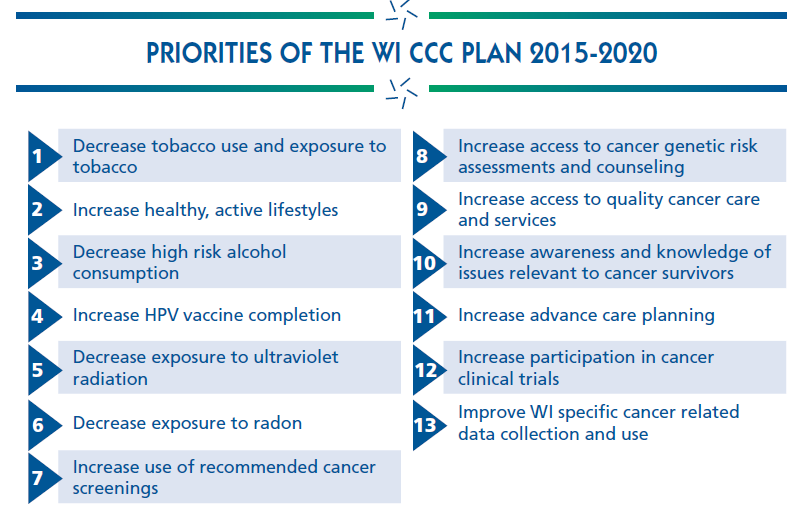 PRIORITIES OF THE WI CCC PLAN 2015-2020
1 Decrease tobacco use and exposure to
tobacco
2 Increase healthy, active lifestyles
3 Decrease high risk alcohol
consumption
4 Increase HPV vaccine completion
5 Decrease exposure to ultraviolet
radiation
6 Decrease exposure to radon
7 Increase use of recommended cancer
screenings
8 Increase access to cancer genetic risk
assessments and counseling
9 Increase access to quality cancer care
and services
10 Increase awareness and knowledge of
issues relevant to cancer survivors
11 Increase advance care planning
12 Increase participation in cancer
clinical trials
13 Improve WI specific cancer related
data collection and use